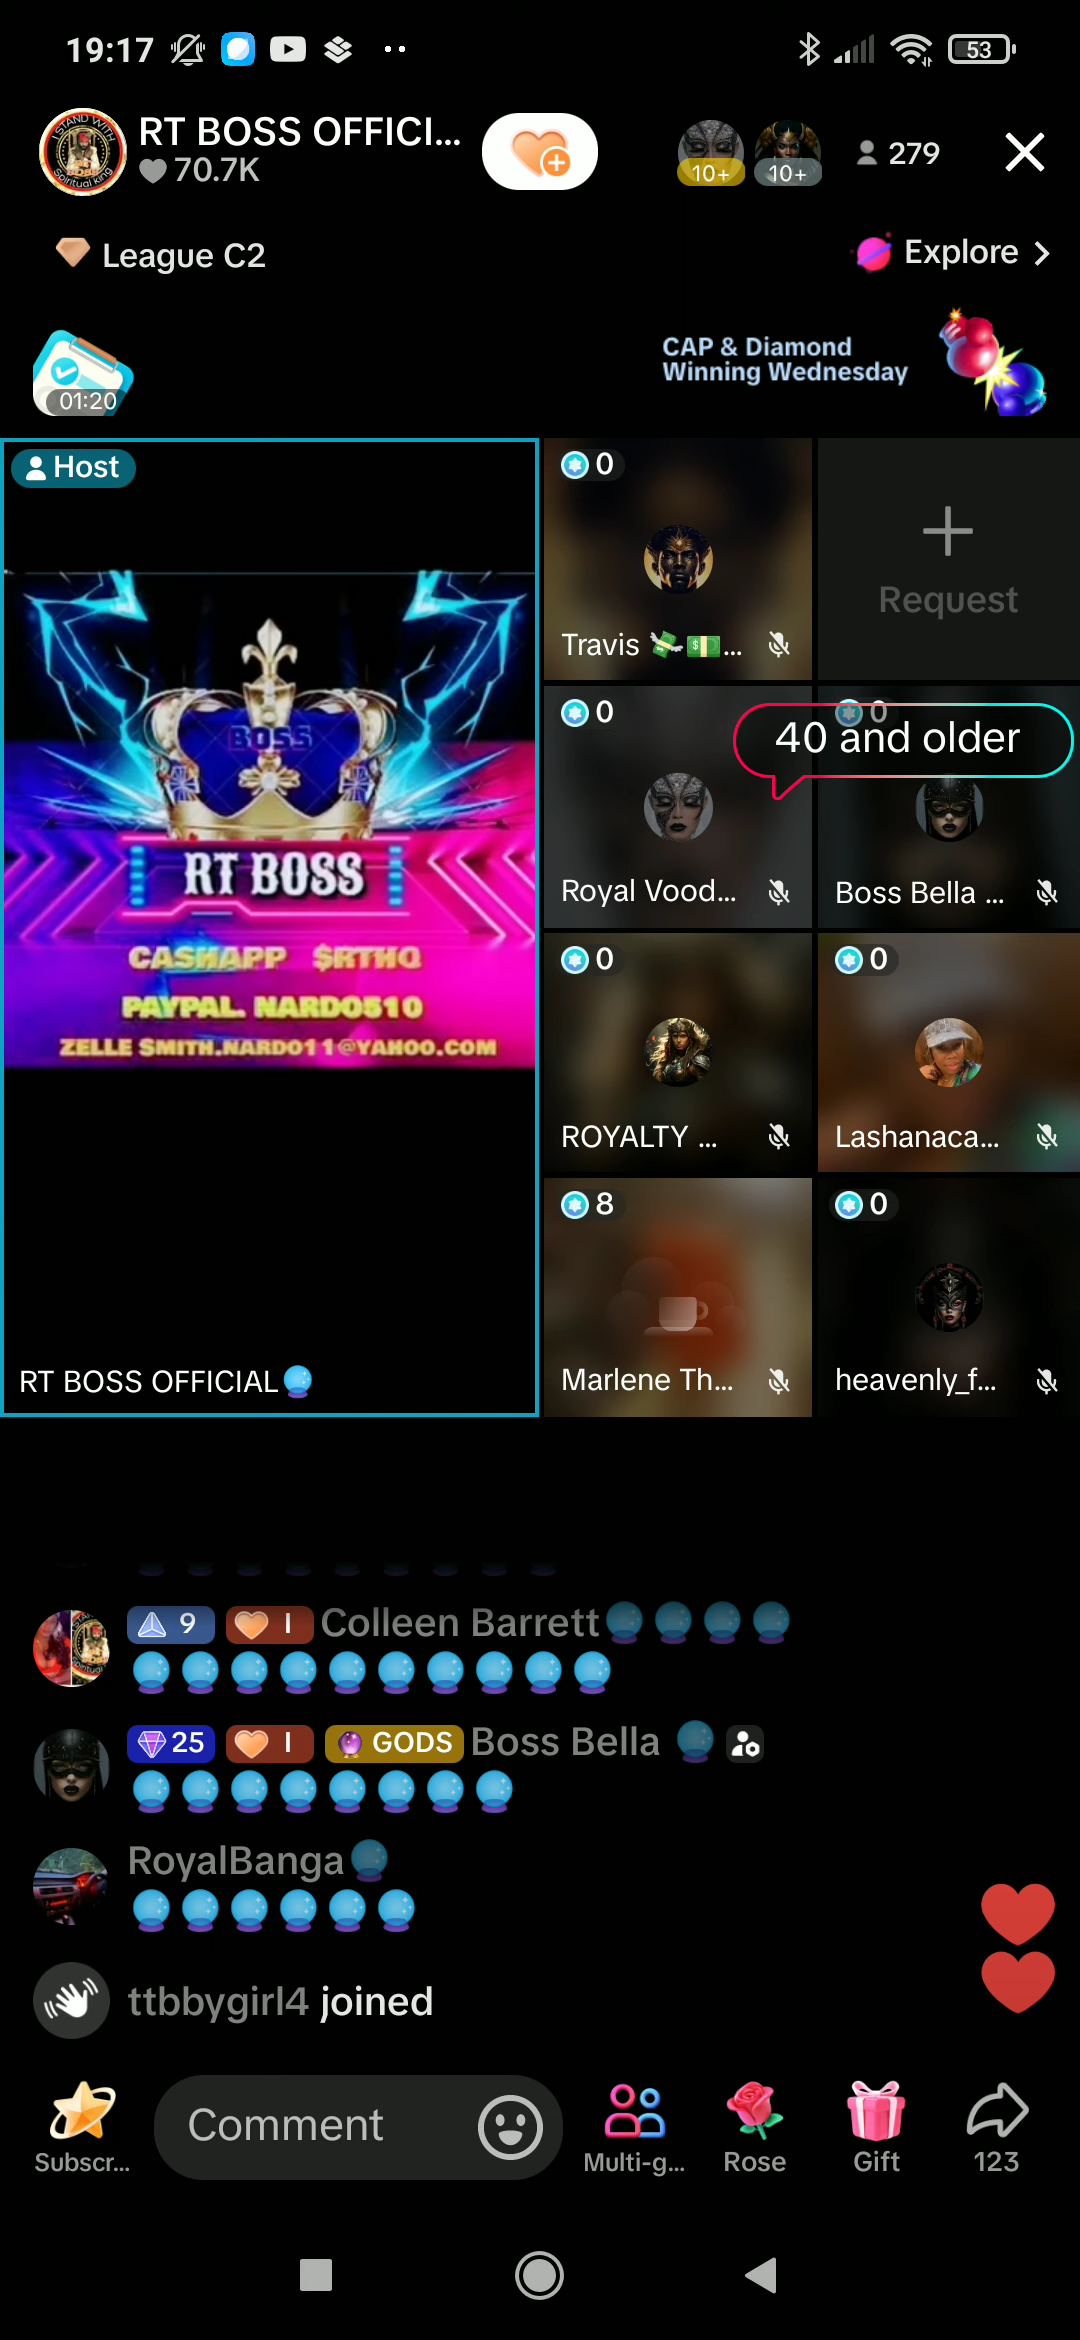 19:17
53
RT BOSS OFFICI...
70.7K
10+
10+
279
League C2
Explore
01:20
CAP & Diamond
Winning Wednesday
Host
BOSS
RT BOSS
CASHAPP $RTHQ
PAYPAL. NARDO510
ZELLE SMITH.NARDO11@YAHOO.COM
RT BOSS OFFICIAL
0
Travis 💸💵...
Request
0
Royal Vood...
0
40 and older
Boss Bella ...
0
ROYALTY ...
0
Lashanaca...
8
Marlene Th...
0
heavenly_f...
9 I Colleen Barrett🔮🔮🔮🔮
🔮🔮🔮🔮🔮🔮🔮🔮🔮🔮
25 I GODS Boss Bella 🔮
🔮🔮🔮🔮🔮🔮🔮🔮
RoyalBanga🔮
🔮🔮🔮🔮🔮🔮
ttbbygirl4 joined
Subscr...
Comment
Multi-g...
Rose
Gift
123